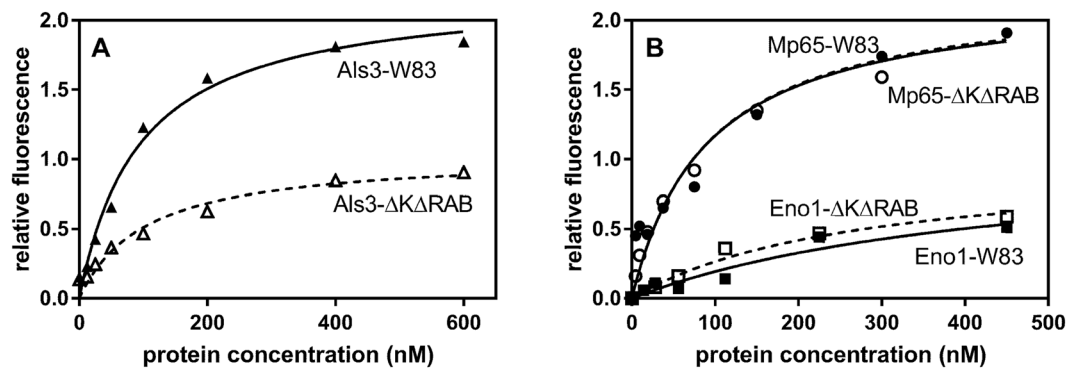 A
relative fluorescence
2.0
1.5
1.0
0.5
0.0
Als3-W83
Als3-ΔKΔRAB
0
200
400
600
protein concentration (nM)
B
relative fluorescence
2.0
1.5
1.0
0.5
0.0
Mp65-W83
Mp65-ΔKΔRAB
Eno1-ΔKΔRAB
Eno1-W83
0
100
200
300
400
500
protein concentration (nM)